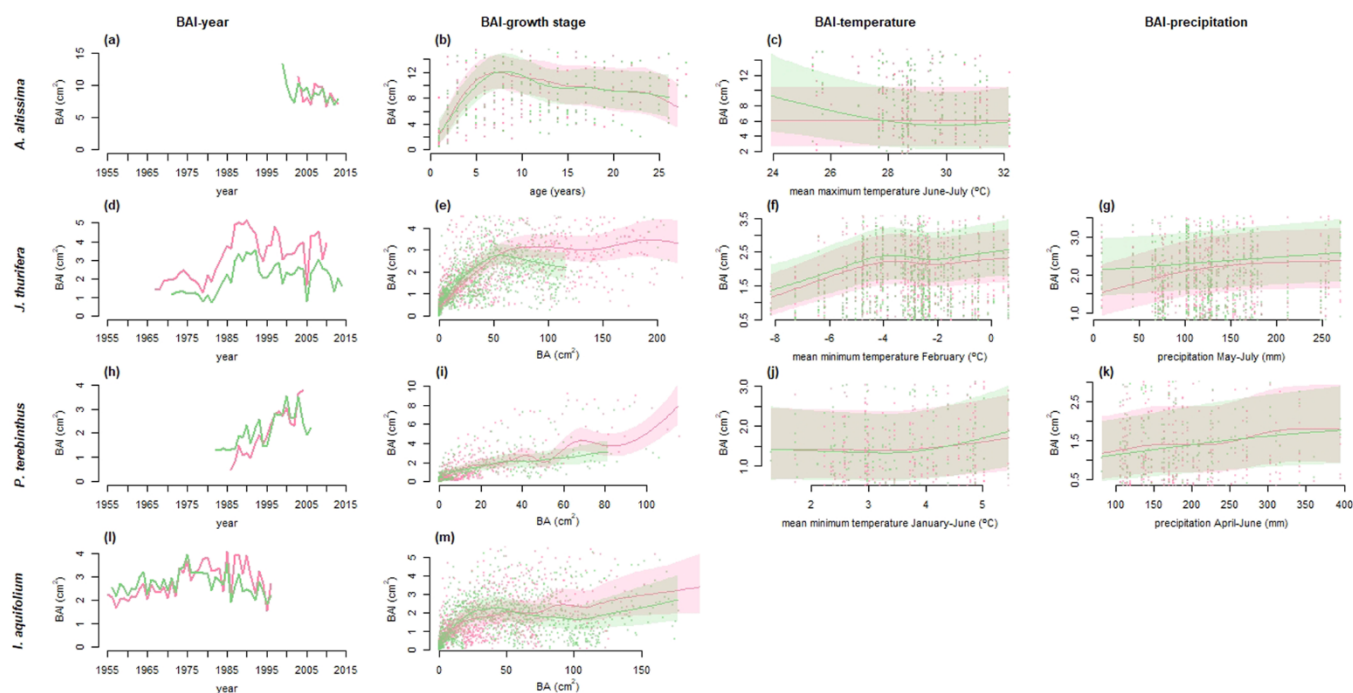 BAI-year BAI-growth stage BAI-temperature BAI-precipitation
A. altissima
(a)
BAI (cm²)
15
10
5
0
1955 1965 1975 1985 1995 2005 2015
year
(b)
BAI (cm²)
12
8
6
4
2
0
0 5 10 15 20 25
age (years)
(c)
BAI (cm²)
12
8
6
4
2
24 26 28 30 32
mean maximum temperature June-July (ºC)
J. thurifera
(d)
BAI (cm²)
5
4
3
2
1
0
1955 1965 1975 1985 1995 2005 2015
year
(e)
BAI (cm²)
4
3
2
1
0
0 50 100 150 200
BA (cm²)
(f)
BAI (cm²)
3.5
2.5
1.5
0.5
-8 -6 -4 -2 0
mean minimum temperature February (ºC)
(g)
BAI (cm²)
3.0
2.0
1.0
0 50 100 150 200 250
precipitation May-July (mm)
P. terebinthus
(h)
BAI (cm²)
4
3
2
1
0
1955 1965 1975 1985 1995 2005 2015
year
(i)
BAI (cm²)
10
8
6
4
2
0
0 20 40 60 80 100
BA (cm²)
(j)
BAI (cm²)
3.0
2.0
1.0
2 3 4 5
mean minimum temperature January-June (ºC)
(k)
BAI (cm²)
2.5
1.5
0.5
100 150 200 250 300 350 400
precipitation April-June (mm)
I. aquifolium
(l)
BAI (cm²)
4
3
2
1
0
1955 1965 1975 1985 1995 2005 2015
year
(m)
BAI (cm²)
5
4
3
2
1
0
0 50 100 150
BA (cm²)